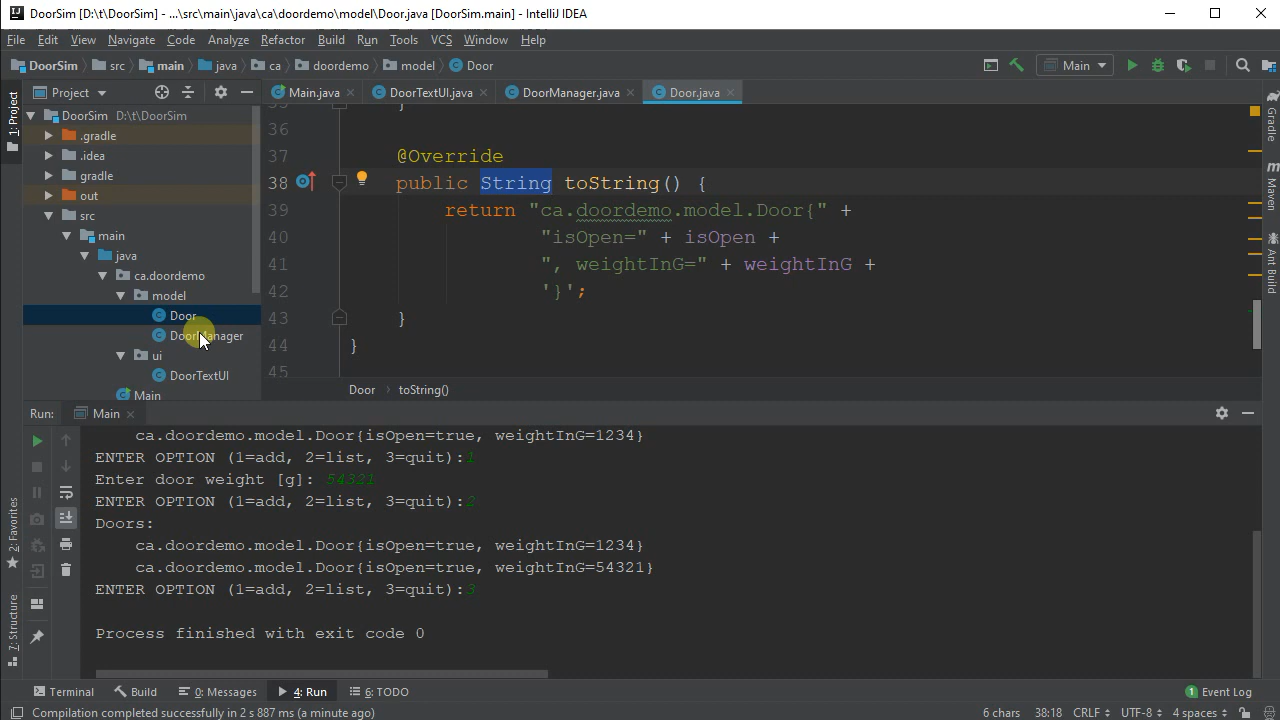 DoorSim [D:\t\DoorSim] - ...\src\main\java\ca\doordemo\model\Door.java [DoorSim.main] - IntelliJ IDEA
File Edit View Navigate Code Analyze Refactor Build Run Tools VCS Window Help
DoorSim src main java ca doordemo model Door
Main
1: Project
Project
Main.java DoorTextUI.java DoorManager.java Door.java
DoorSim D:\t\DoorSim
.gradle
.idea
gradle
out
src
main
java
ca.doordemo
model
Door
DoorManager
ui
DoorTextUI
Main
35 }
36
37 @Override
38 public String toString() {
39 return "ca.doordemo.model.Door{" +
40 "isOpen=" + isOpen +
41 ", weightInG=" + weightInG +
42 '}';
43 }
44 }
45
Door › toString()
Gradle
Maven
Ant Build
Run: Main
ca.doordemo.model.Door{isOpen=true, weightInG=1234}
ENTER OPTION (1=add, 2=list, 3=quit):1
Enter door weight [g]: 54321
ENTER OPTION (1=add, 2=list, 3=quit):2
Doors:
ca.doordemo.model.Door{isOpen=true, weightInG=1234}
ca.doordemo.model.Door{isOpen=true, weightInG=54321}
ENTER OPTION (1=add, 2=list, 3=quit):3
Process finished with exit code 0
2: Favorites
7: Structure
Terminal Build 0: Messages 4: Run 6: TODO 1 Event Log
Compilation completed successfully in 2 s 887 ms (a minute ago) 6 chars 38:18 CRLF UTF-8 4 spaces